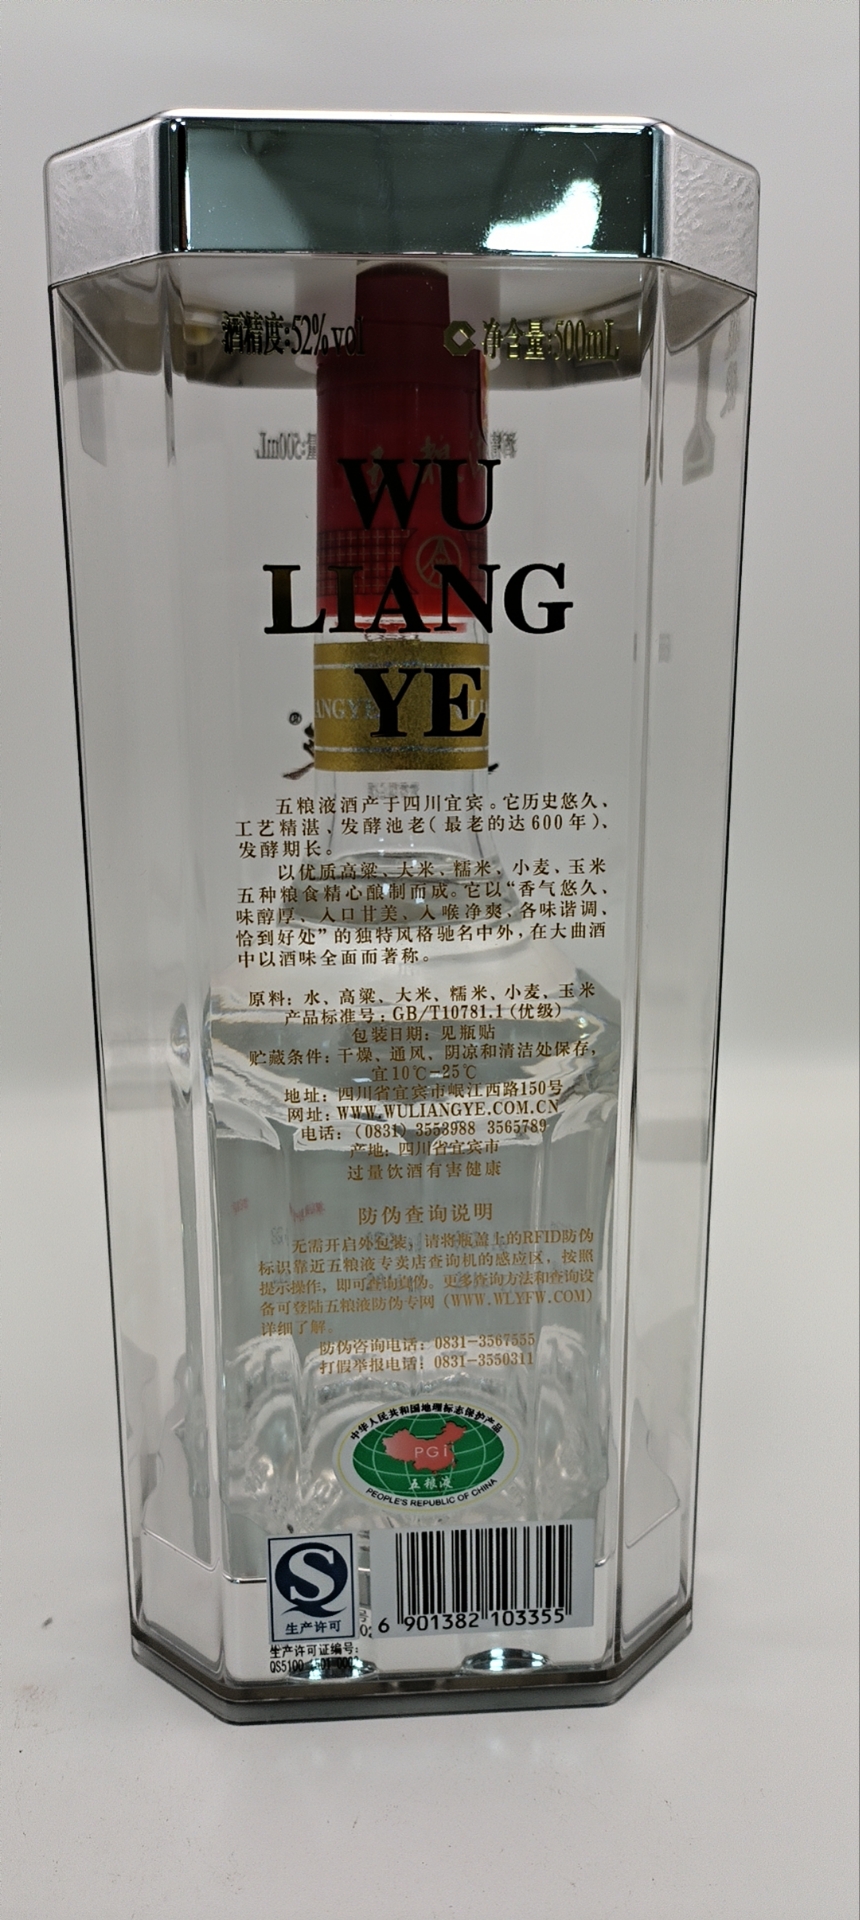 酒精度:52%vol 净含量:500mL
WU
LIANG
YE
®
五粮液酒产于四川宜宾。它历史悠久、
工艺精湛、发酵池老(最老的达600年)、
发酵期长。
以优质高粱、大米、糯米、小麦、玉米
五种粮食精心酿制而成。它以“香气悠久、
味醇厚、入口甘美、入喉净爽、各味谐调、
恰到好处”的独特风格驰名中外,在大曲酒
中以酒味全面而著称。
原料: 水、高粱、大米、糯米、小麦、玉米
产品标准号:GB/T10781.1(优级)
包装日期: 见瓶贴
贮藏条件: 干燥、通风、阴凉和清洁处保存,
宜10℃-25℃
地址: 四川省宜宾市岷江西路150号
网址: WWW.WULIANGYE.COM.CN
电话: (0831) 3553988 3565789
产地: 四川省宜宾市
过量饮酒有害健康
防伪查询说明
无需开启外包装, 请将瓶盖上的RFID防伪
标识靠近五粮液专卖店查询机的感应区, 按照
提示操作, 即可查询真伪。更多查询方法和查询设
备可登陆五粮液防伪专网 (WWW.WLYFW.COM)
详细了解。
防伪咨询电话: 0831-3567555
打假举报电话: 0831-3550311
中华人民共和国地理标志保护产品
PGI
五粮液
PEOPLE'S REPUBLIC OF CHINA
生产许可
6 901382 103355
生产许可证编号:
QS5100